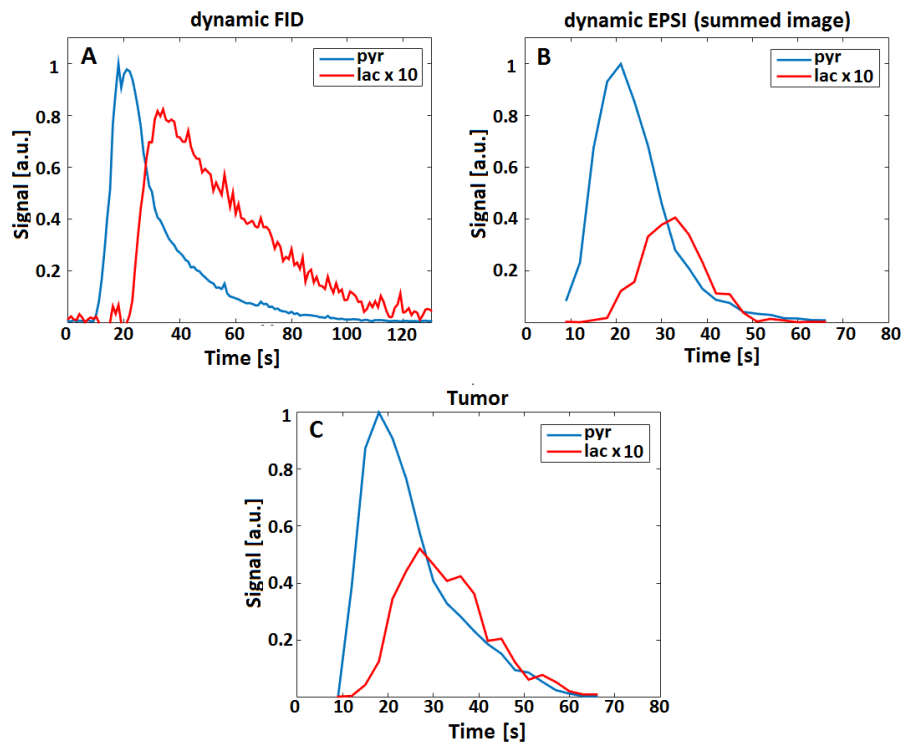 dynamic FID
A
pyr
lac x 10
1
0.8
0.6
0.4
0.2
Signal [a.u.]
0 20 40 60 80 100 120
Time [s]
dynamic EPSI (summed image)
B
pyr
lac x 10
1
0.8
0.6
0.4
0.2
Signal [a.u.]
0 10 20 30 40 50 60 70 80
Time [s]
Tumor
C
pyr
lac x 10
1
0.8
0.6
0.4
0.2
Signal [a.u.]
0 10 20 30 40 50 60 70 80
Time [s]